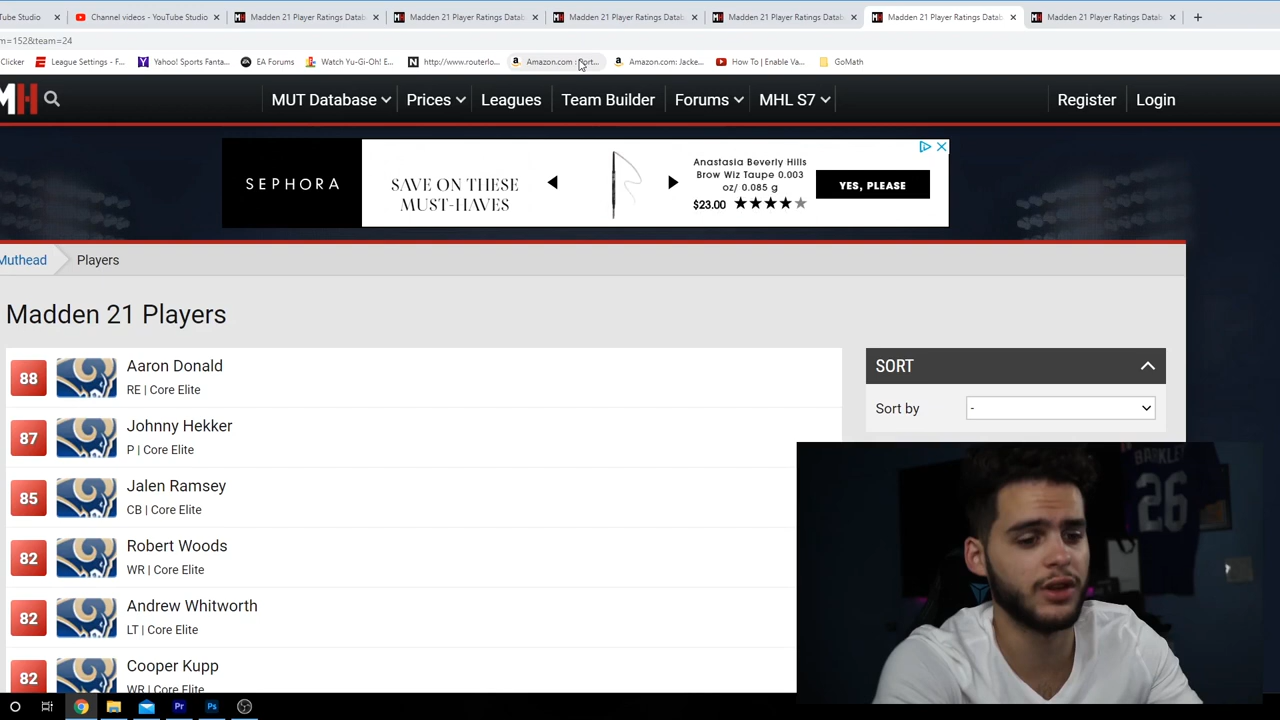 Tube Studio
Channel videos - YouTube Studio
Madden 21 Player Ratings Datab
Madden 21 Player Ratings Datab
Madden 21 Player Ratings Datab
Madden 21 Player Ratings Datab
Madden 21 Player Ratings Datab
Madden 21 Player Ratings Datab
m=152&team=24
Clicker
League Settings - F...
Yahoo! Sports Fanta...
EA Forums
Watch Yu-Gi-Oh! E...
http://www.routerlo...
Amazon.com
Amazon.com: Jacke...
How To | Enable Va...
GoMath
MH
MUT Database
Prices
Leagues
Team Builder
Forums
MHL S7
Register
Login
SEPHORA
SAVE ON THESE
MUST-HAVES
Anastasia Beverly Hills
Brow Wiz Taupe 0.003
oz/ 0.085 g
$23.00
YES, PLEASE
Muthead
Players
Madden 21 Players
88
Aaron Donald
RE | Core Elite
87
Johnny Hekker
P | Core Elite
85
Jalen Ramsey
CB | Core Elite
82
Robert Woods
WR | Core Elite
82
Andrew Whitworth
LT | Core Elite
82
Cooper Kupp
WR | Core Elite
SORT
Sort by
-
BARKLEY
26
Pr
Ps